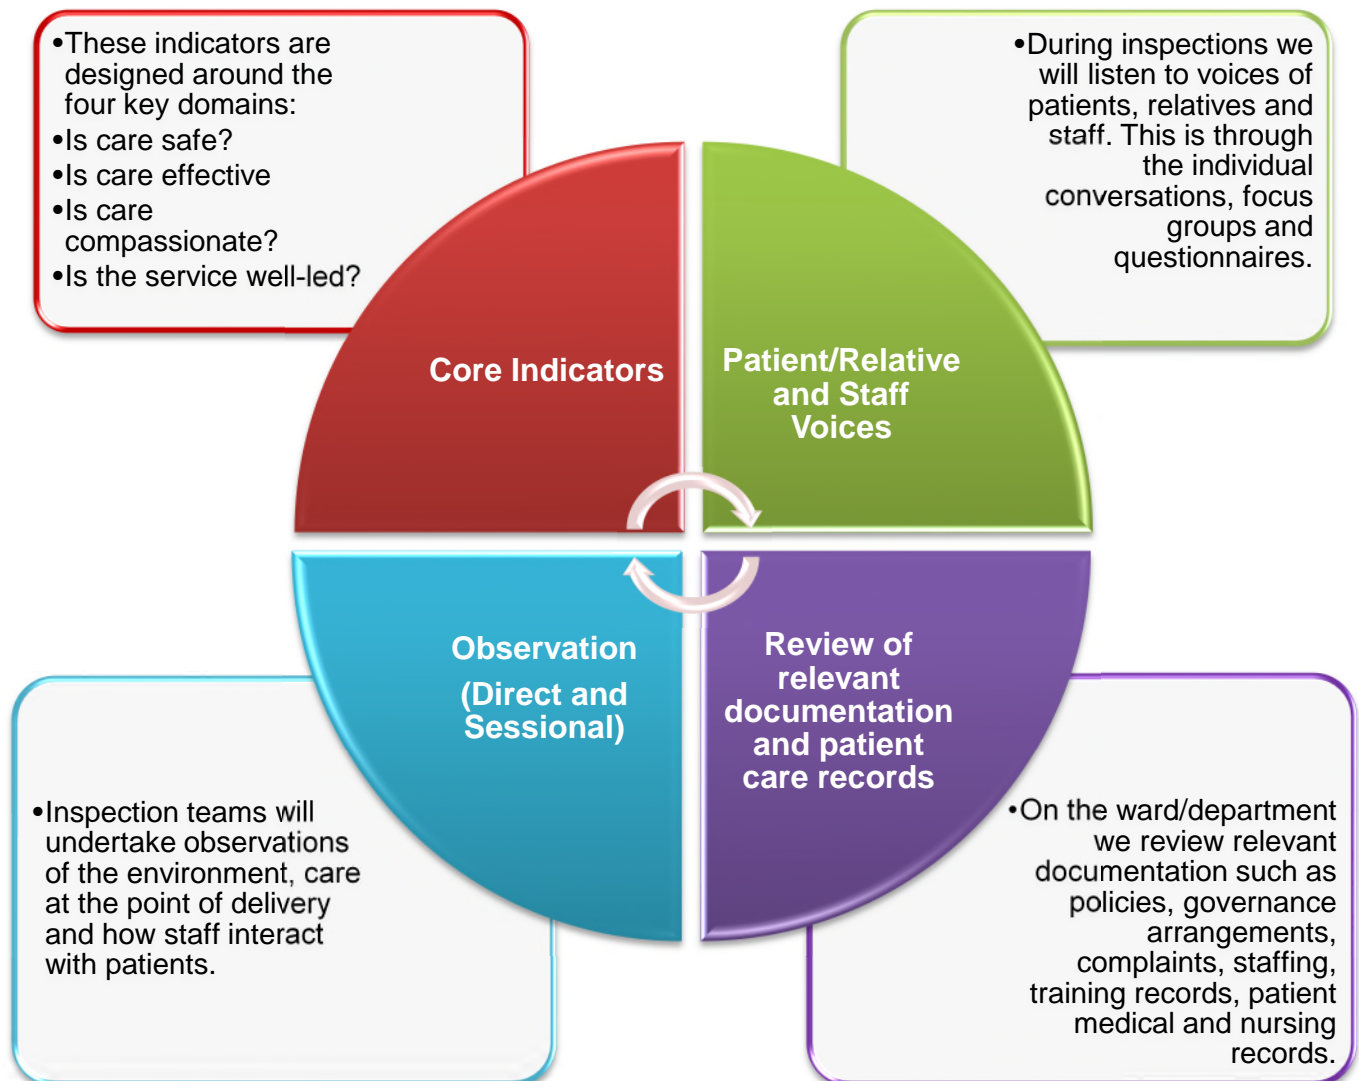 •These indicators are
designed around the
four key domains:
•Is care safe?
•Is care effective
•Is care
compassionate?
•Is the service well-led?
•During inspections we
will listen to voices of
patients, relatives and
staff. This is through
the individual
conversations, focus
groups and
questionnaires.
Core Indicators
Patient/Relative
and Staff
Voices
Observation
(Direct and
Sessional)
Review of
relevant
documentation
and patient
care records
•Inspection teams will
undertake observations
of the environment, care
at the point of delivery
and how staff interact
with patients.
•On the ward/department
we review relevant
documentation such as
policies, governance
arrangements,
complaints, staffing,
training records, patient
medical and nursing
records.